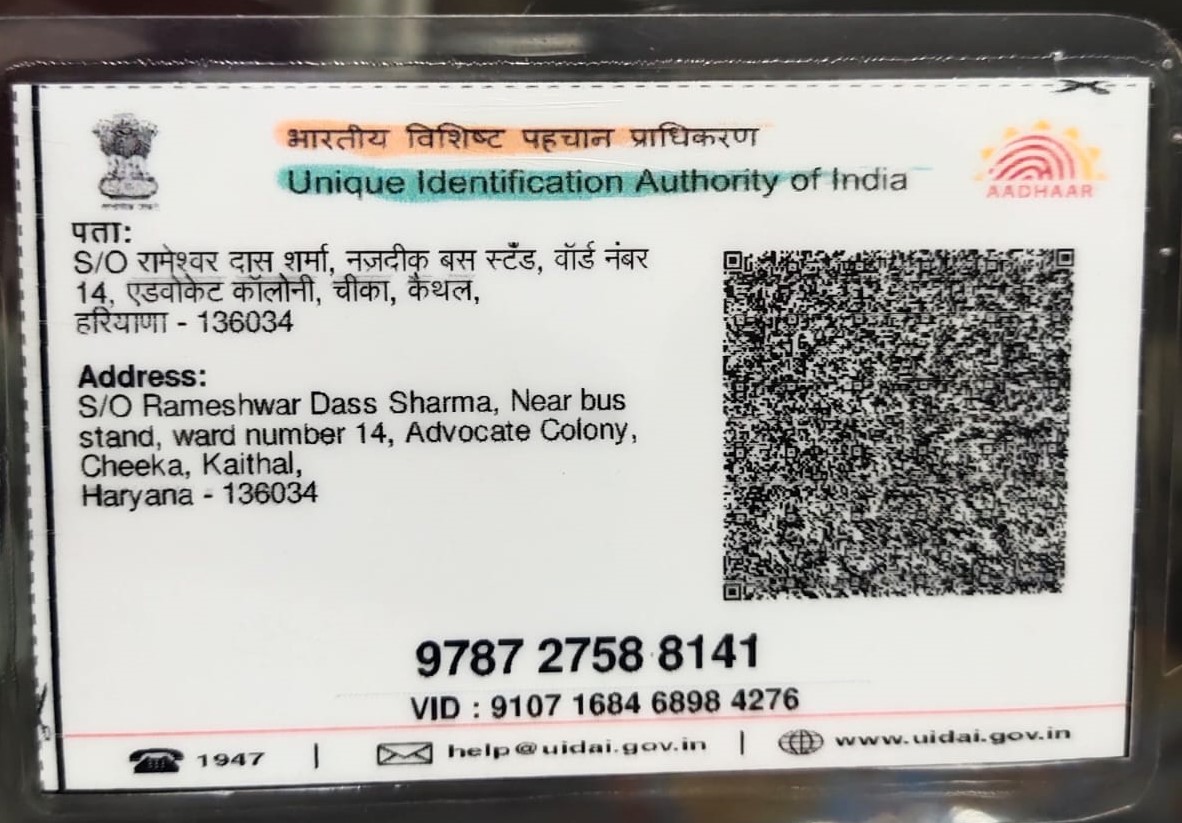 भारतीय विशिष्ट पहचान प्राधिकरण
Unique Identification Authority of India
AADHAAR
पता:
S/O रामेश्वर दास शर्मा, नज़दीक बस स्टैंड, वॉर्ड नंबर
14, एडवोकेट कॉलोनी, चीका, कैथल,
हरियाणा - 136034
Address:
S/O Rameshwar Dass Sharma, Near bus
stand, ward number 14, Advocate Colony,
Cheeka, Kaithal,
Haryana - 136034
9787 2758 8141
VID : 9107 1684 6898 4276
1947 | help@uidai.gov.in | www.uidai.gov.in